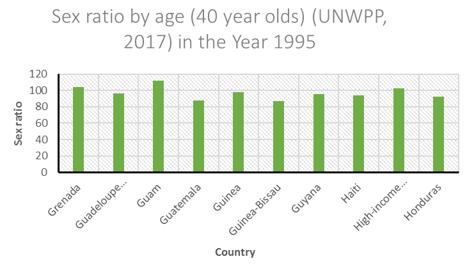 Sex ratio by age (40 year olds) (UNWPP,
2017) in the Year 1995
120
100
80
60
40
20
0
Sex ratio
Grenada
Guadeloupe...
Guam
Guatemala
Guinea
Guinea-Bissau
Guyana
Haiti
High-income...
Honduras
Country